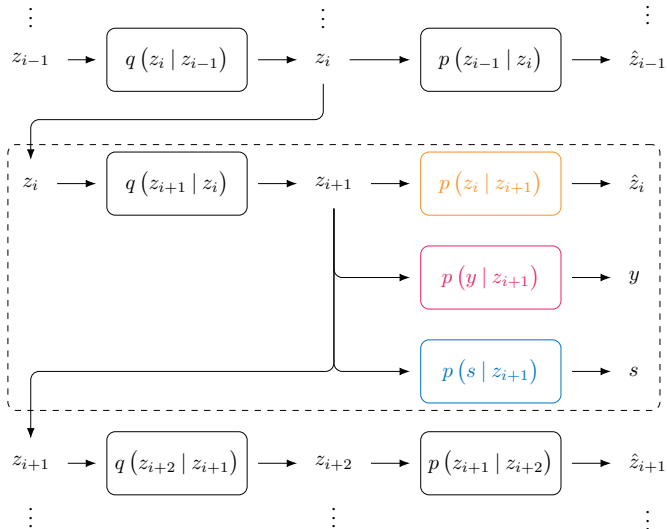 ⋮ ⋮ ⋮
z_{i−1} q(z_i | z_{i−1}) z_i p(z_{i−1} | z_i) ẑ_{i−1}
z_i q(z_{i+1} | z_i) z_{i+1} p(z_i | z_{i+1}) ẑ_i
p(y | z_{i+1}) y
p(s | z_{i+1}) s
z_{i+1} q(z_{i+2} | z_{i+1}) z_{i+2} p(z_{i+1} | z_{i+2}) ẑ_{i+1}
⋮ ⋮ ⋮